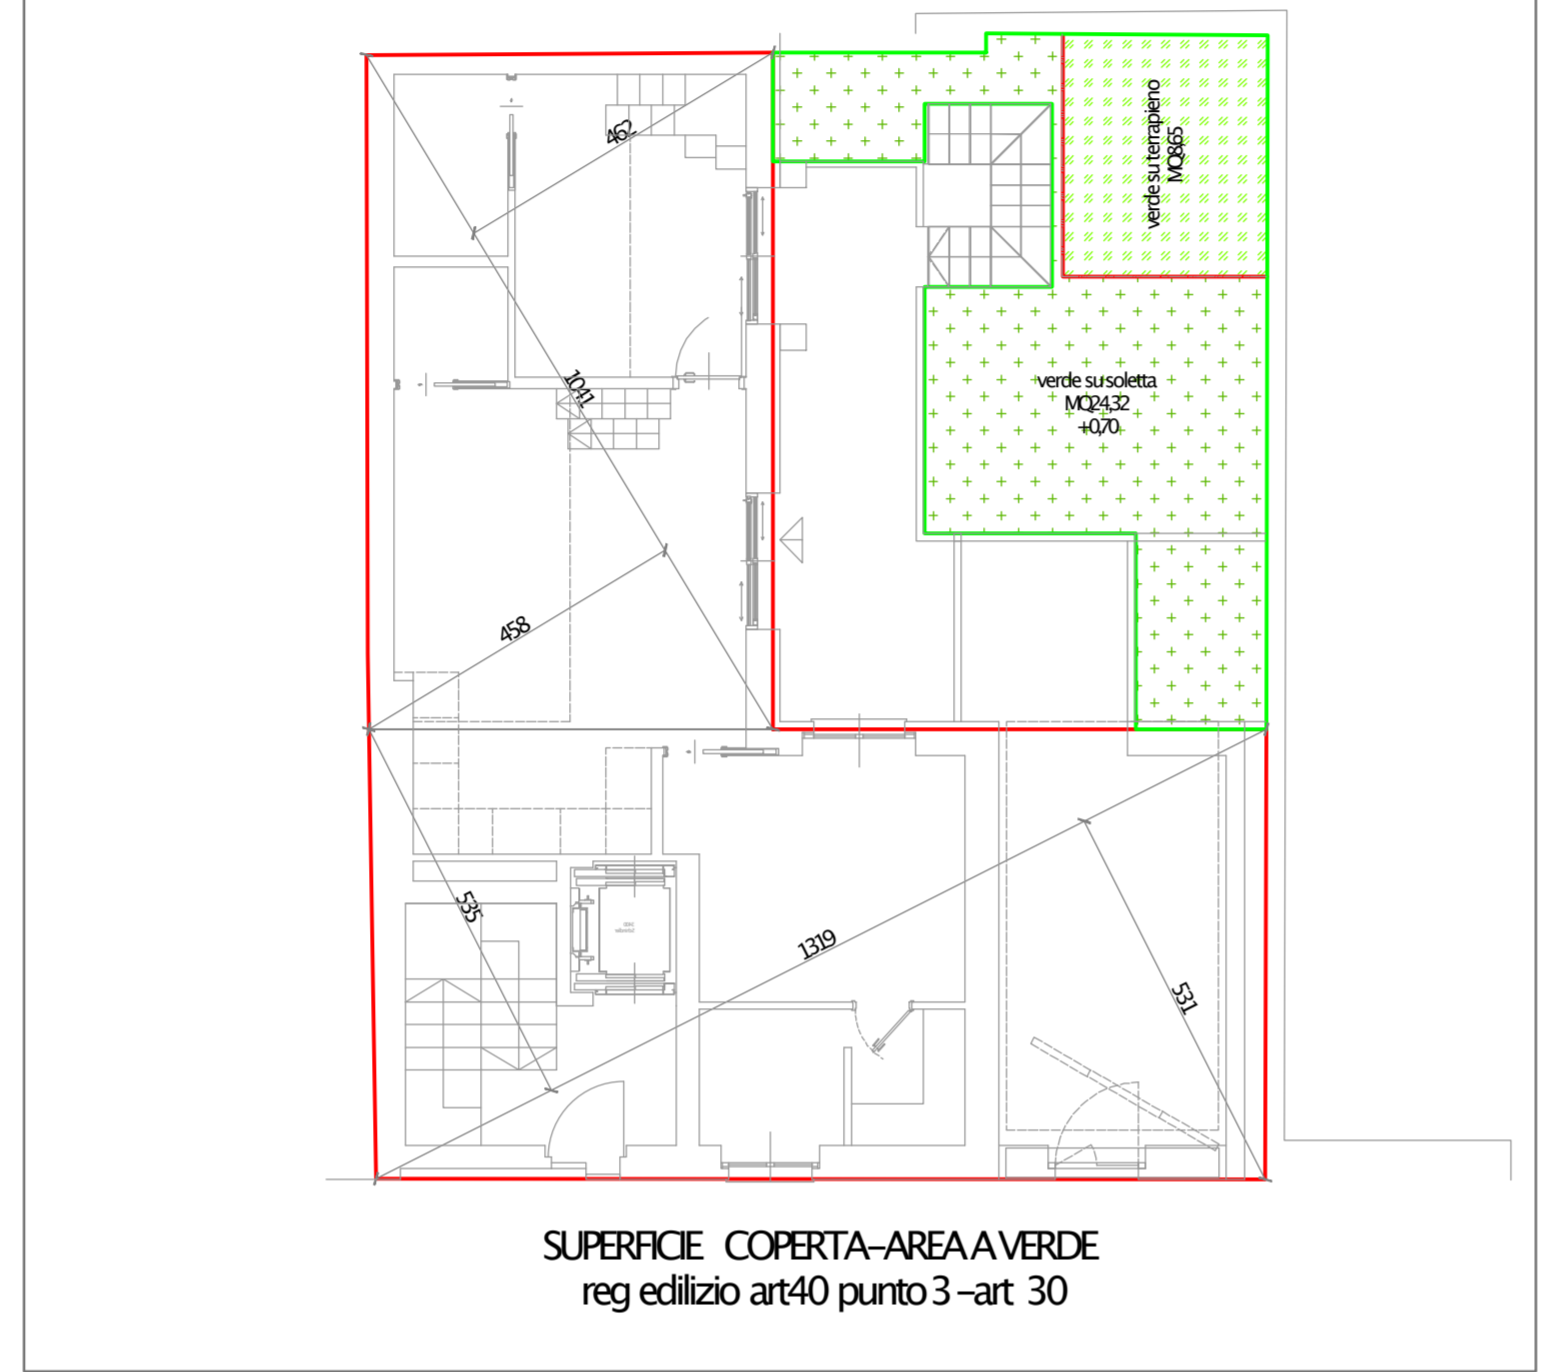 462
verde su terrapieno
MQ8,65
1041
verde su soletta
MQ24,32
+0,70
458
535
1319
531
SUPERFICIE COPERTA-AREA A VERDE
reg edilizio art40 punto 3 -art 30